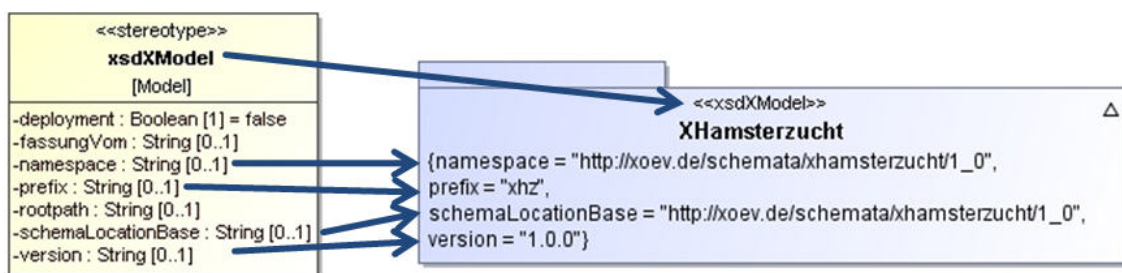 <<stereotype>>
xsdXModel
[Model]
-deployment : Boolean [1] = false
-fassungVom : String [0..1]
-namespace : String [0..1]
-prefix : String [0..1]
-rootpath : String [0..1]
-schemaLocationBase : String [0..1]
-version : String [0..1]
<<xsdXModel>>
XHamsterzucht
{namespace = "http://xoev.de/schemata/xhamsterzucht/1_0",
prefix = "xhz",
schemaLocationBase = "http://xoev.de/schemata/xhamsterzucht/1_0",
version = "1.0.0"}